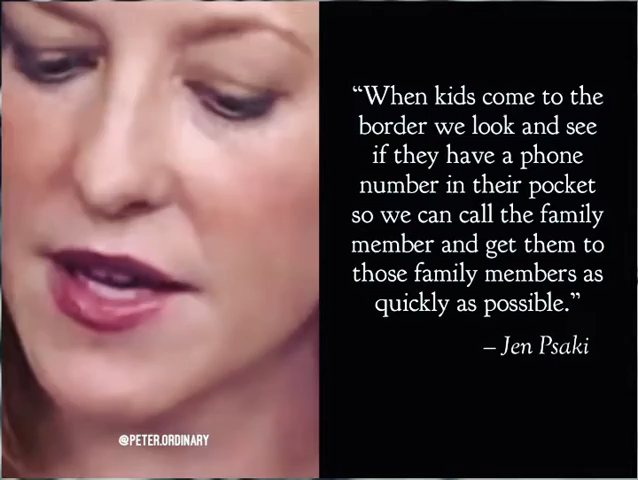 “When kids come to the
border we look and see
if they have a phone
number in their pocket
so we can call the family
member and get them to
those family members as
quickly as possible.”
– Jen Psaki
@PETER.ORDINARY